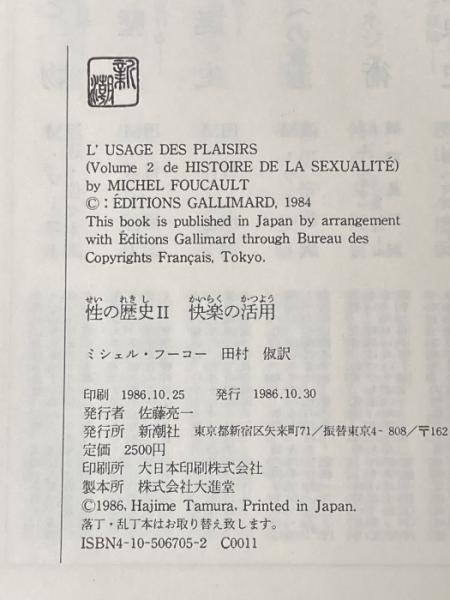 新潮
L' USAGE DES PLAISIRS
(Volume 2 de HISTOIRE DE LA SEXUALITÉ)
by MICHEL FOUCAULT
©: ÉDITIONS GALLIMARD, 1984
This book is published in Japan by arrangement
with Éditions Gallimard through Bureau des
Copyrights Français, Tokyo.
せい れきし かいらく かつよう
性の歴史II 快楽の活用
ミシェル・フーコー 田村 俶訳
印刷 1986.10.25 発行 1986.10.30
発行者 佐藤亮一
発行所 新潮社 東京都新宿区矢来町71/振替東京4-808/〒162
定価 2500円
印刷所 大日本印刷株式会社
製本所 株式会社大進堂
©1986, Hajime Tamura, Printed in Japan.
落丁・乱丁本はお取り替え致します。
ISBN4-10-506705-2 C0011